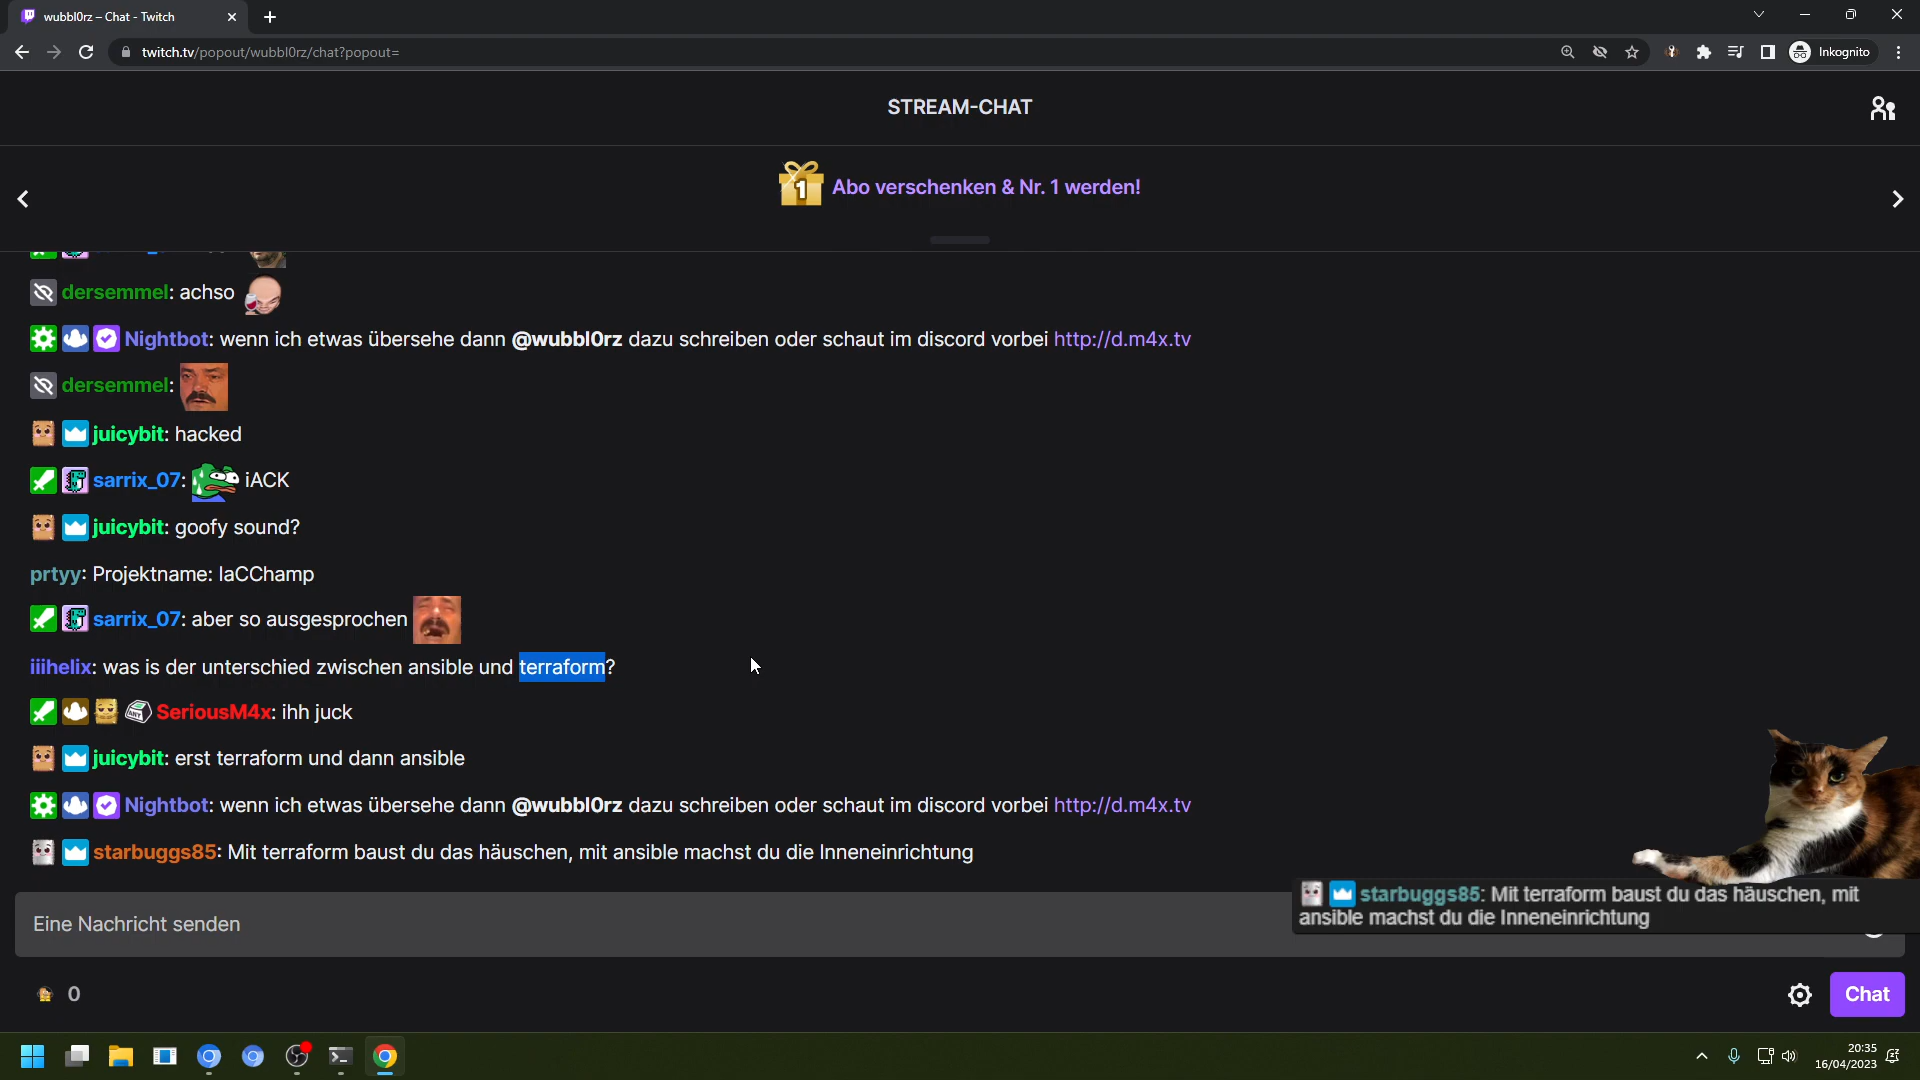 wubbl0rz – Chat - Twitch
twitch.tv/popout/wubbl0rz/chat?popout=
Inkognito
STREAM-CHAT
1
Abo verschenken & Nr. 1 werden!
dersemmel: achso
Nightbot: wenn ich etwas übersehe dann @wubbl0rz dazu schreiben oder schaut im discord vorbei http://d.m4x.tv
dersemmel:
juicybit: hacked
sarrix_07: iACK
juicybit: goofy sound?
prtyy: Projektname: IaCChamp
sarrix_07: aber so ausgesprochen
iiihelix: was is der unterschied zwischen ansible und terraform?
SeriousM4x: ihh juck
juicybit: erst terraform und dann ansible
Nightbot: wenn ich etwas übersehe dann @wubbl0rz dazu schreiben oder schaut im discord vorbei http://d.m4x.tv
starbuggs85: Mit terraform baust du das häuschen, mit ansible machst du die Inneneinrichtung
starbuggs85: Mit terraform baust du das häuschen, mit
ansible machst du die Inneneinrichtung
Eine Nachricht senden
0
Chat
20:35
16/04/2023